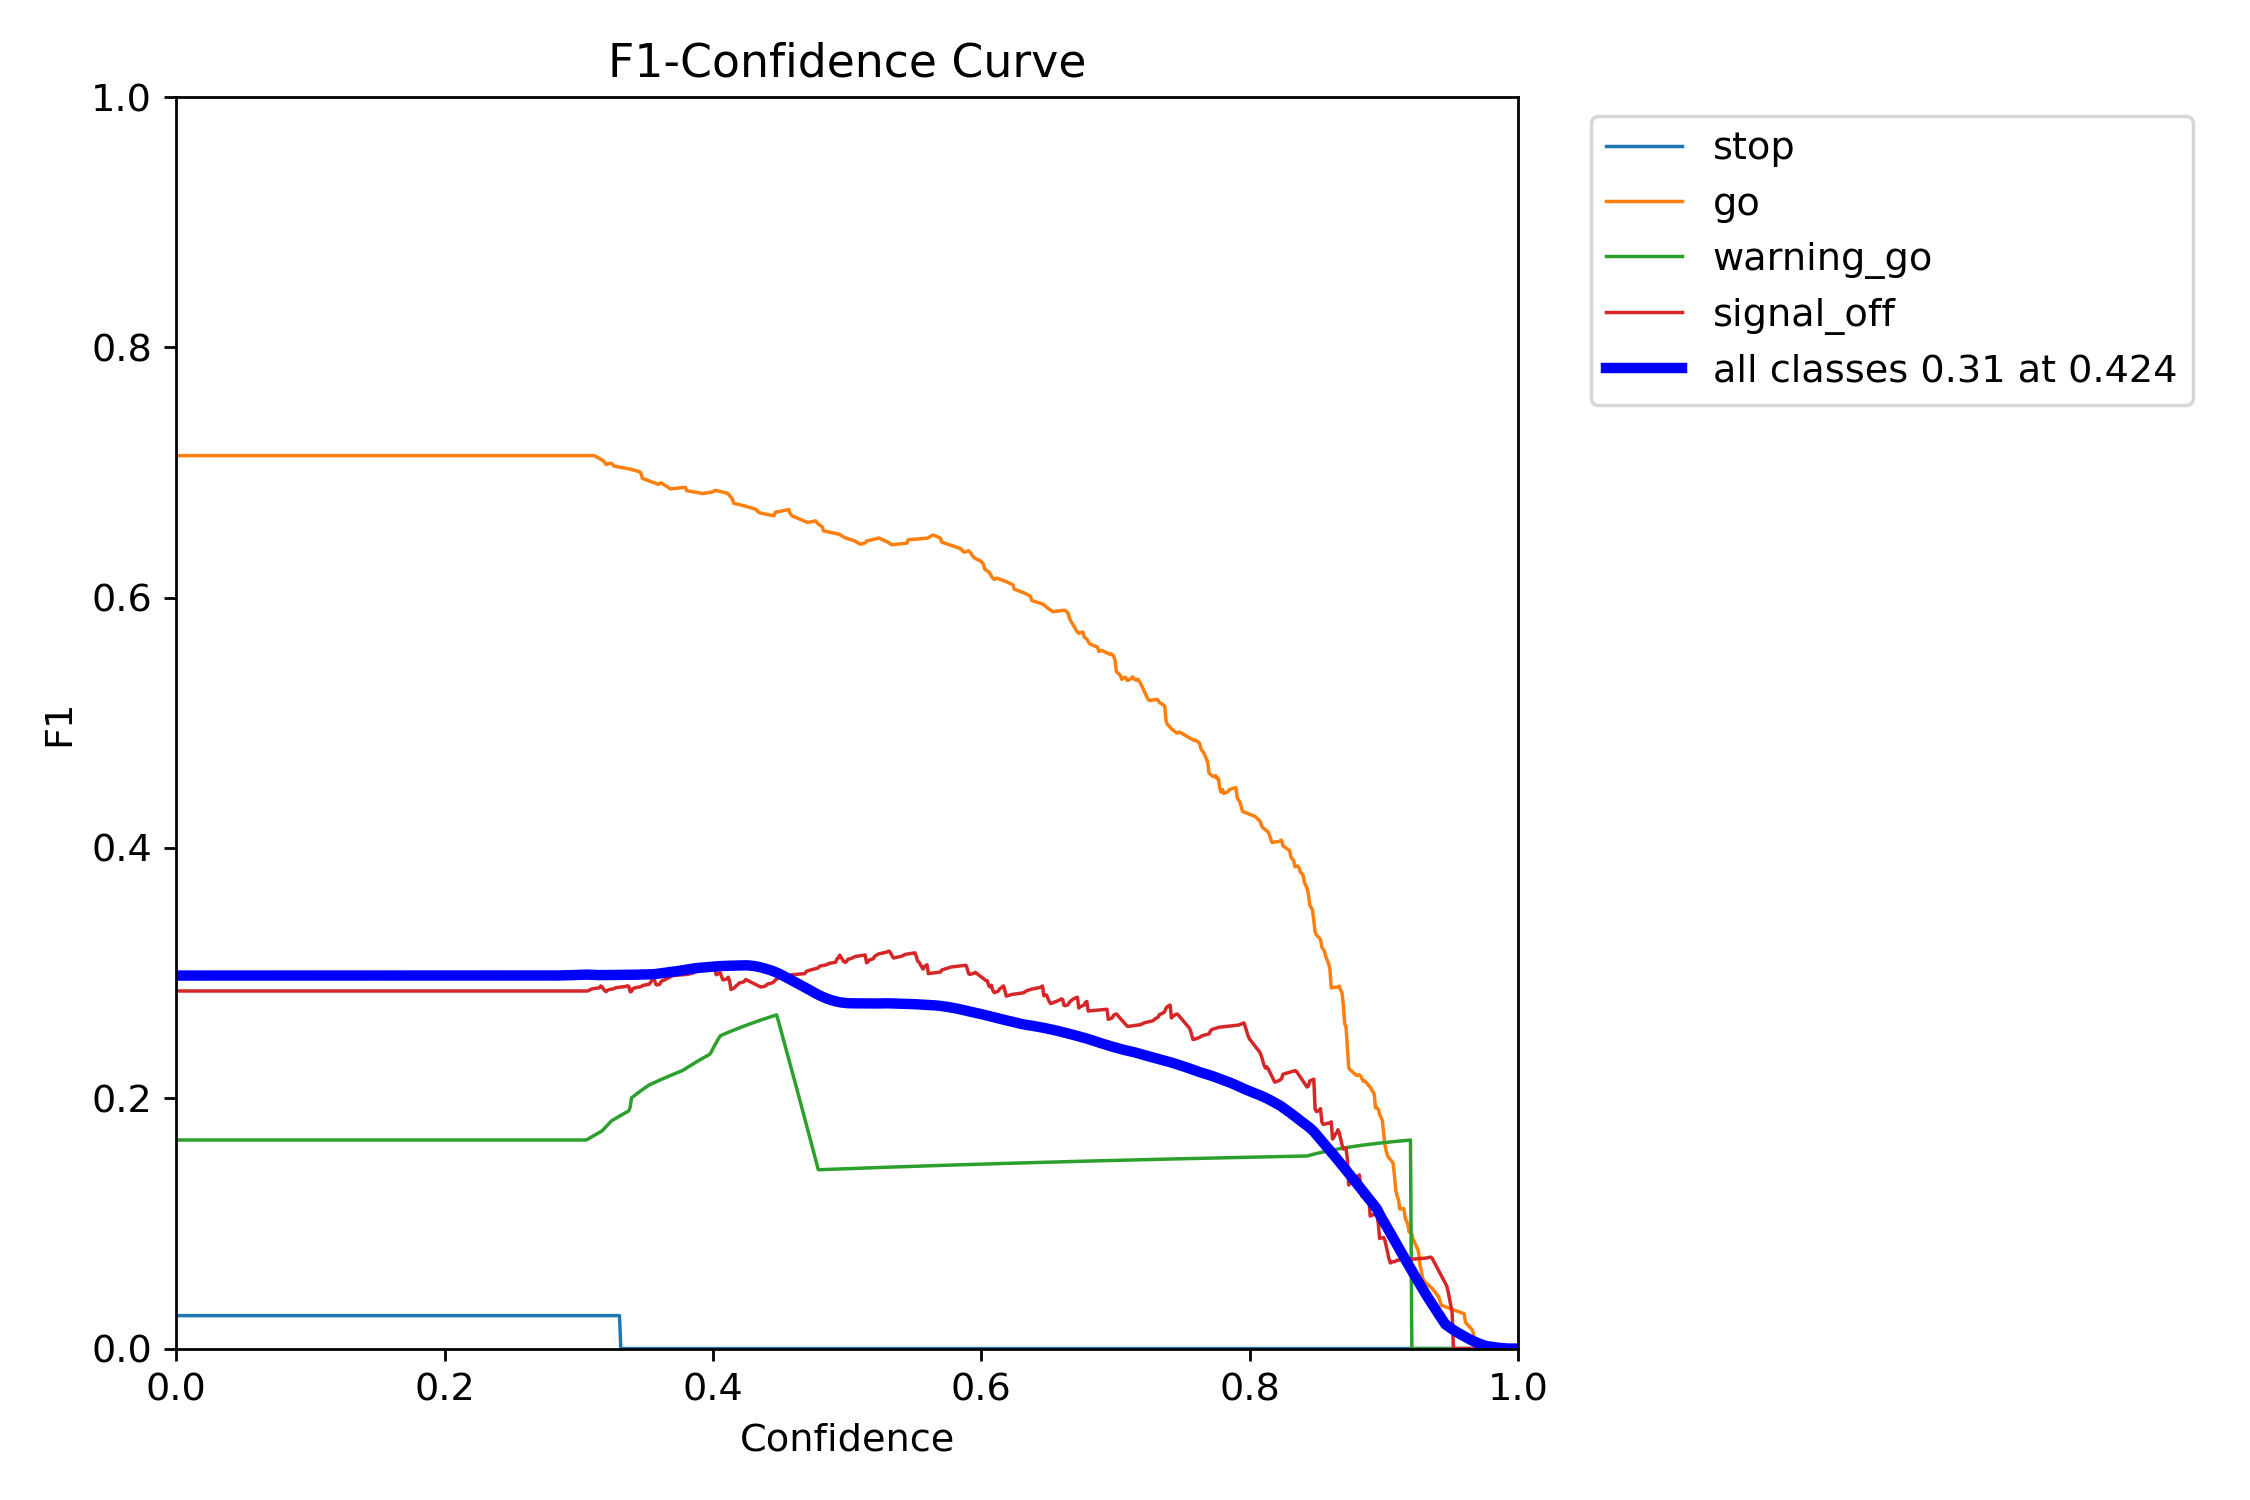 F1-Confidence Curve
1.0
0.8
0.6
0.4
0.2
0.0
F1
0.0 0.2 0.4 0.6 0.8 1.0
Confidence
stop
go
warning_go
signal_off
all classes 0.31 at 0.424